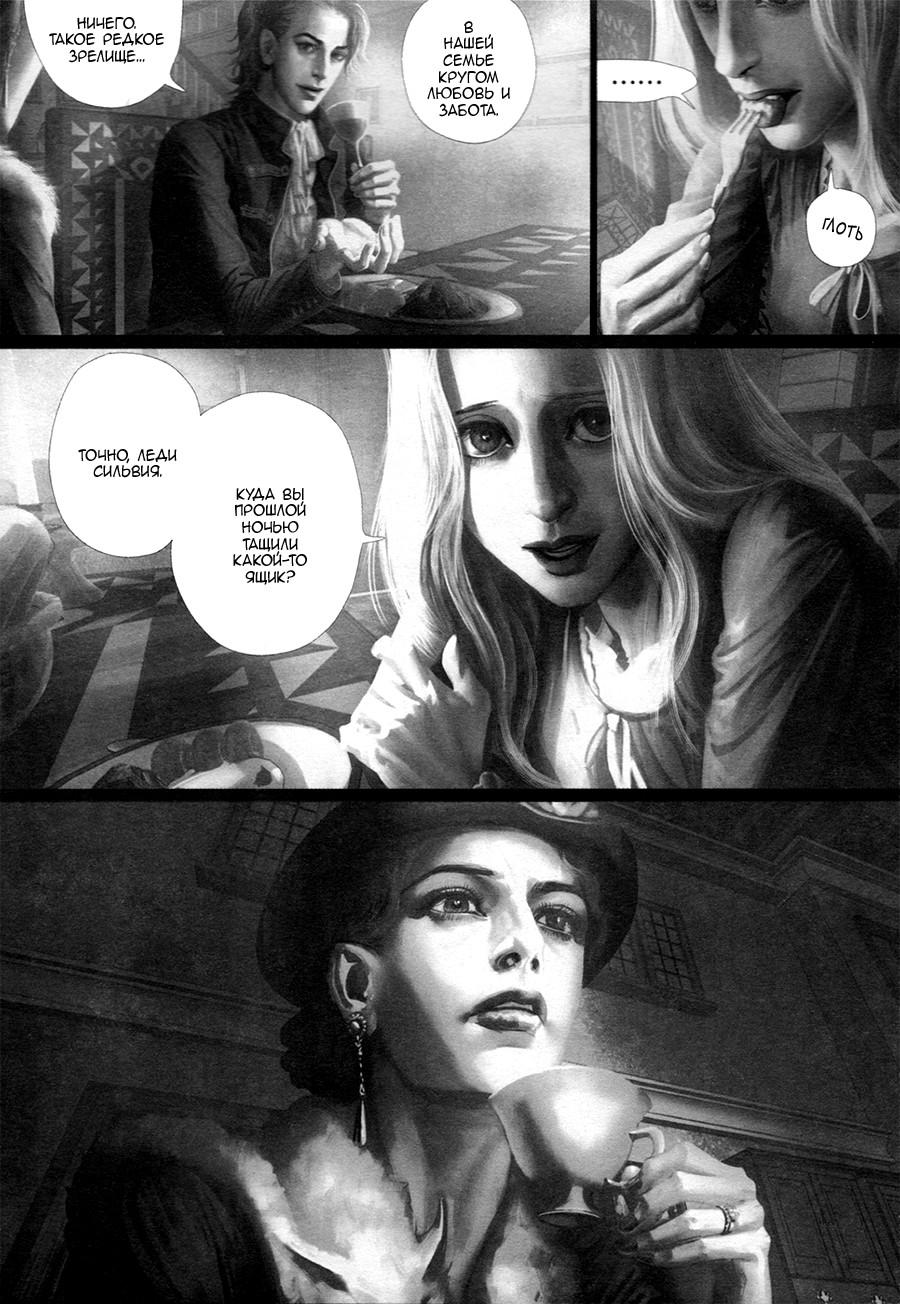 НИЧЕГО.
ТАКОЕ РЕДКОЕ
ЗРЕЛИЩЕ...
В
НАШЕЙ
СЕМЬЕ
КРУГОМ
ЛЮБОВЬ И
ЗАБОТА.
......
ГЛОТЬ
ТОЧНО, ЛЕДИ
СИЛЬВИЯ.
КУДА ВЫ
ПРОШЛОЙ
НОЧЬЮ
ТАЩИЛИ
КАКОЙ-ТО
ЯЩИК?